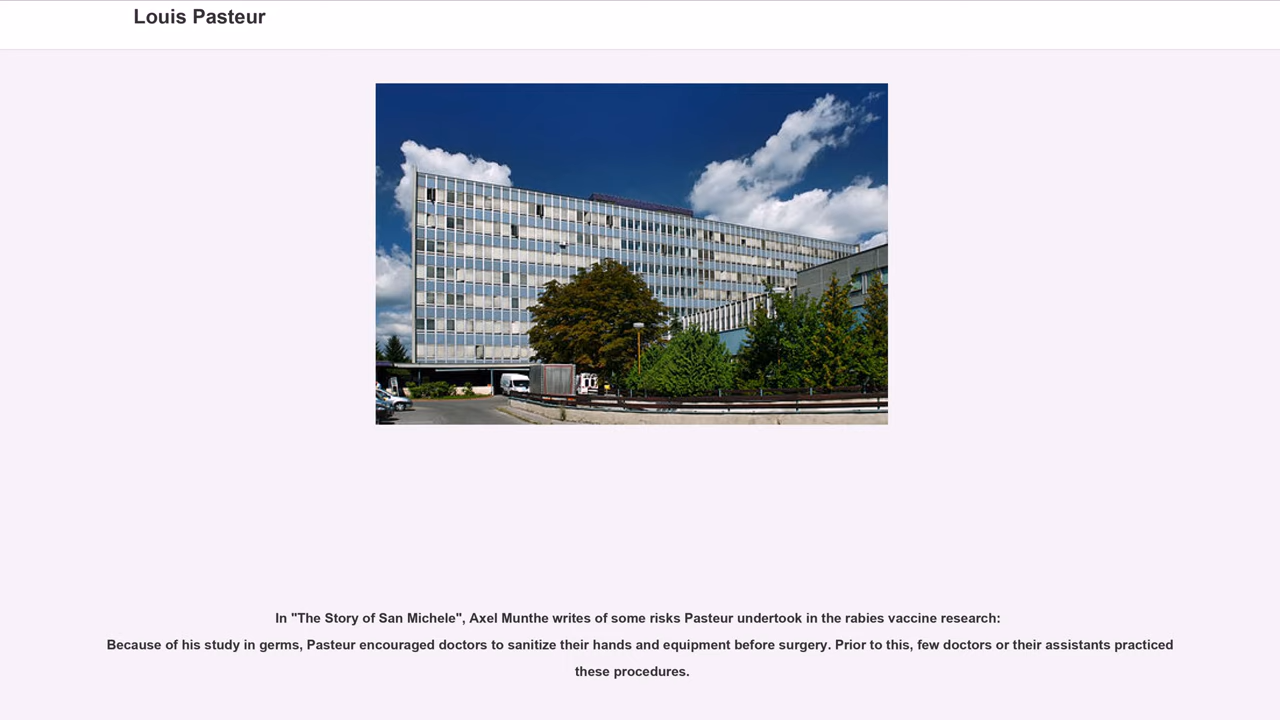 Louis Pasteur
In "The Story of San Michele", Axel Munthe writes of some risks Pasteur undertook in the rabies vaccine research:
Because of his study in germs, Pasteur encouraged doctors to sanitize their hands and equipment before surgery. Prior to this, few doctors or their assistants practiced
these procedures.